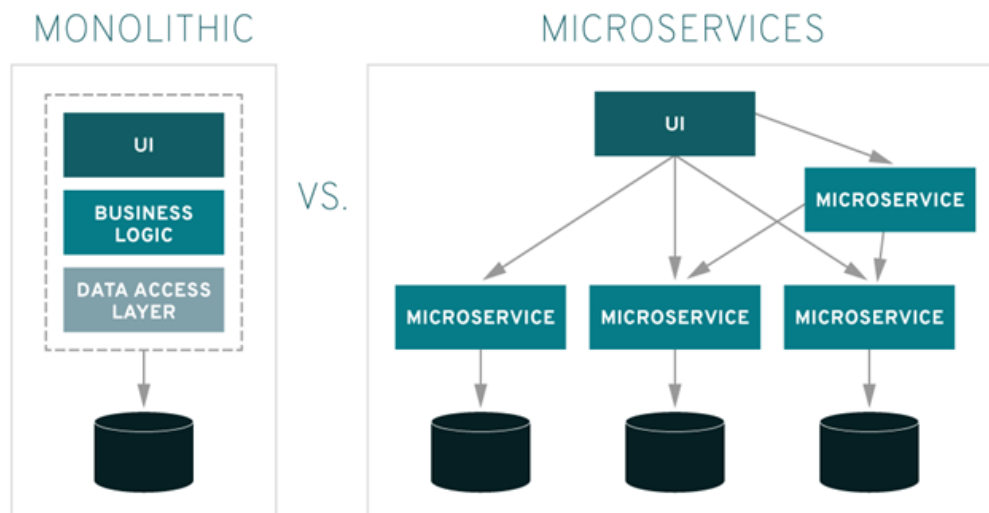 MONOLITHIC
UI
BUSINESS
LOGIC
DATA ACCESS
LAYER
VS.
MICROSERVICES
UI
MICROSERVICE
MICROSERVICE
MICROSERVICE
MICROSERVICE